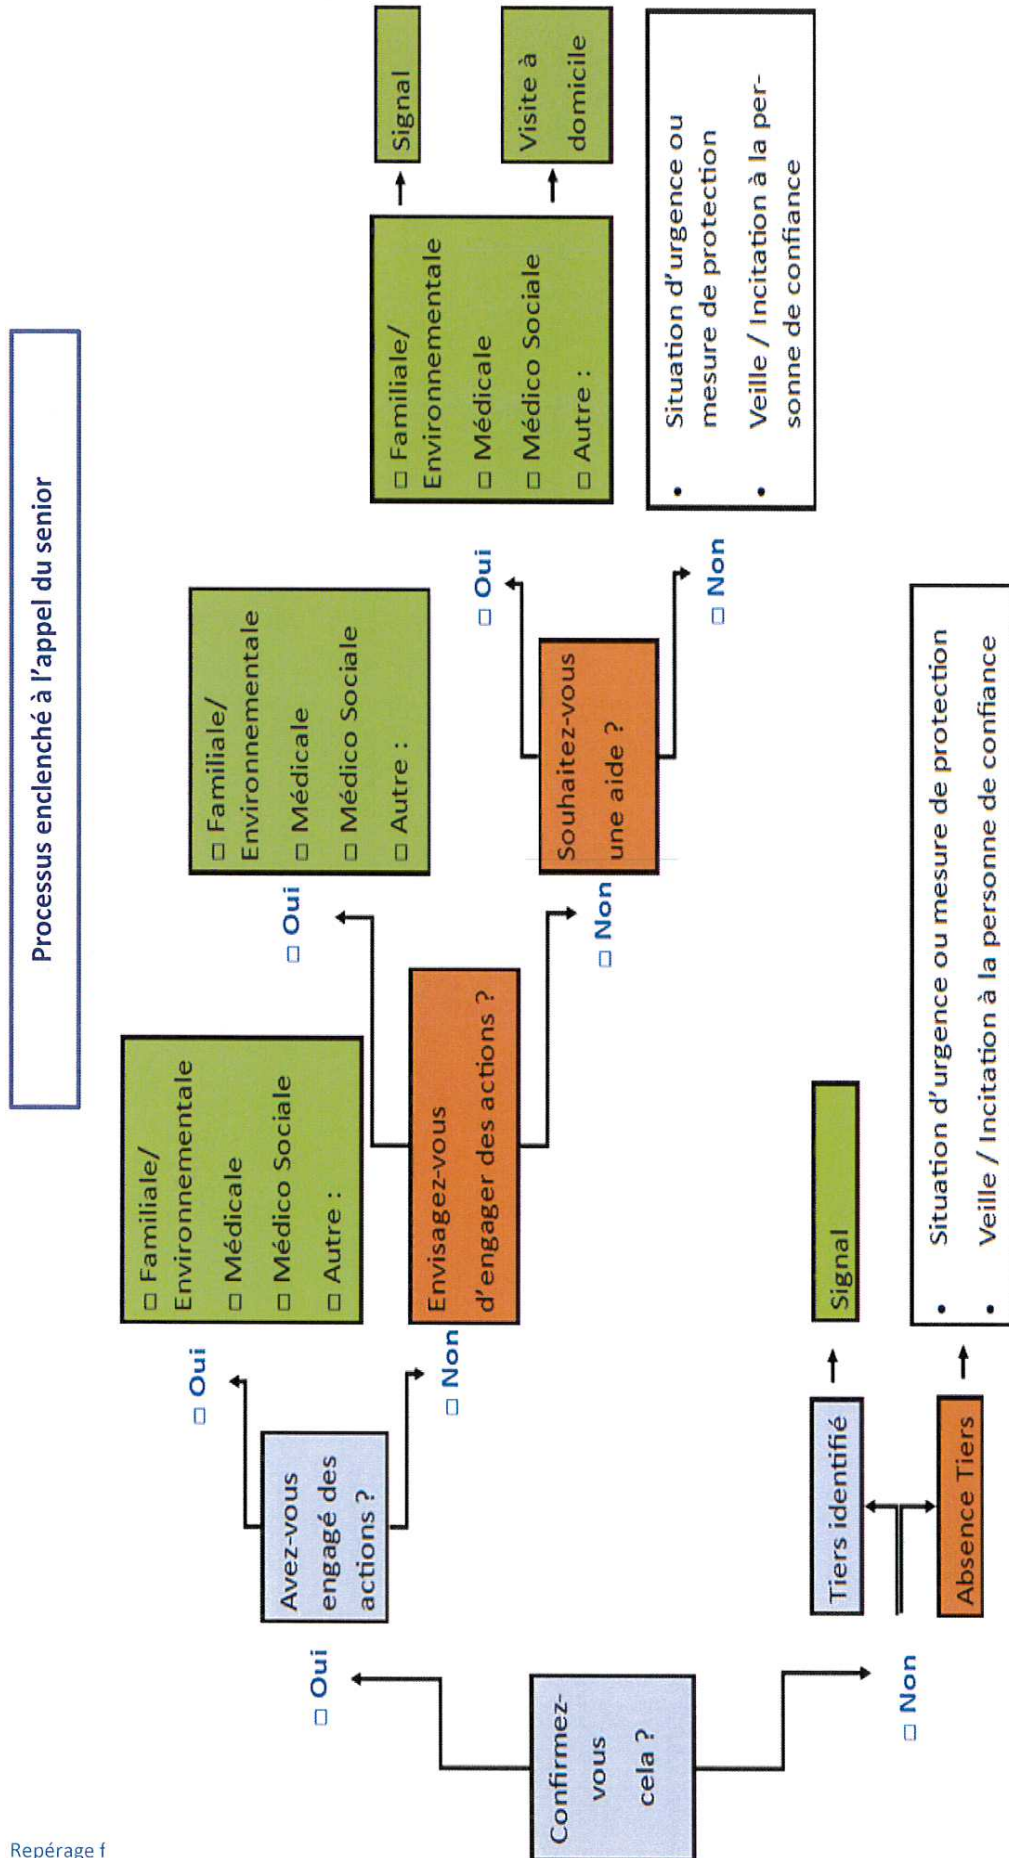 Processus enclenché à l'appel du senior
Confirmez-
vous
cela ?
□ Oui
Avez-vous
engagé des
actions ?
□ Oui
□ Familiale/
Environnementale
□ Médicale
□ Médico Sociale
□ Autre :
□ Non
Envisagez-vous
d'engager des actions ?
□ Oui
□ Familiale/
Environnementale
□ Médicale
□ Médico Sociale
□ Autre :
□ Non
Souhaitez-vous
une aide ?
□ Oui
□ Familiale/
Environnementale
□ Médicale
□ Médico Sociale
□ Autre :
Signal
Visite à
domicile
□ Non
• Situation d'urgence ou
mesure de protection
• Veille / Incitation à la per-
sonne de confiance
□ Non
Tiers identifié
Signal
Absence Tiers
• Situation d'urgence ou mesure de protection
• Veille / Incitation à la personne de confiance
Repérage f